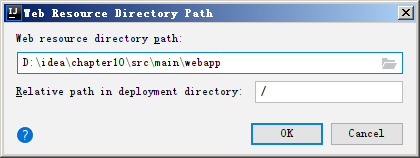 Web Resource Directory Path
Web resource directory path:
D:\idea\chapter10\src\main\webapp
Relative path in deployment directory: /
? OK Cancel